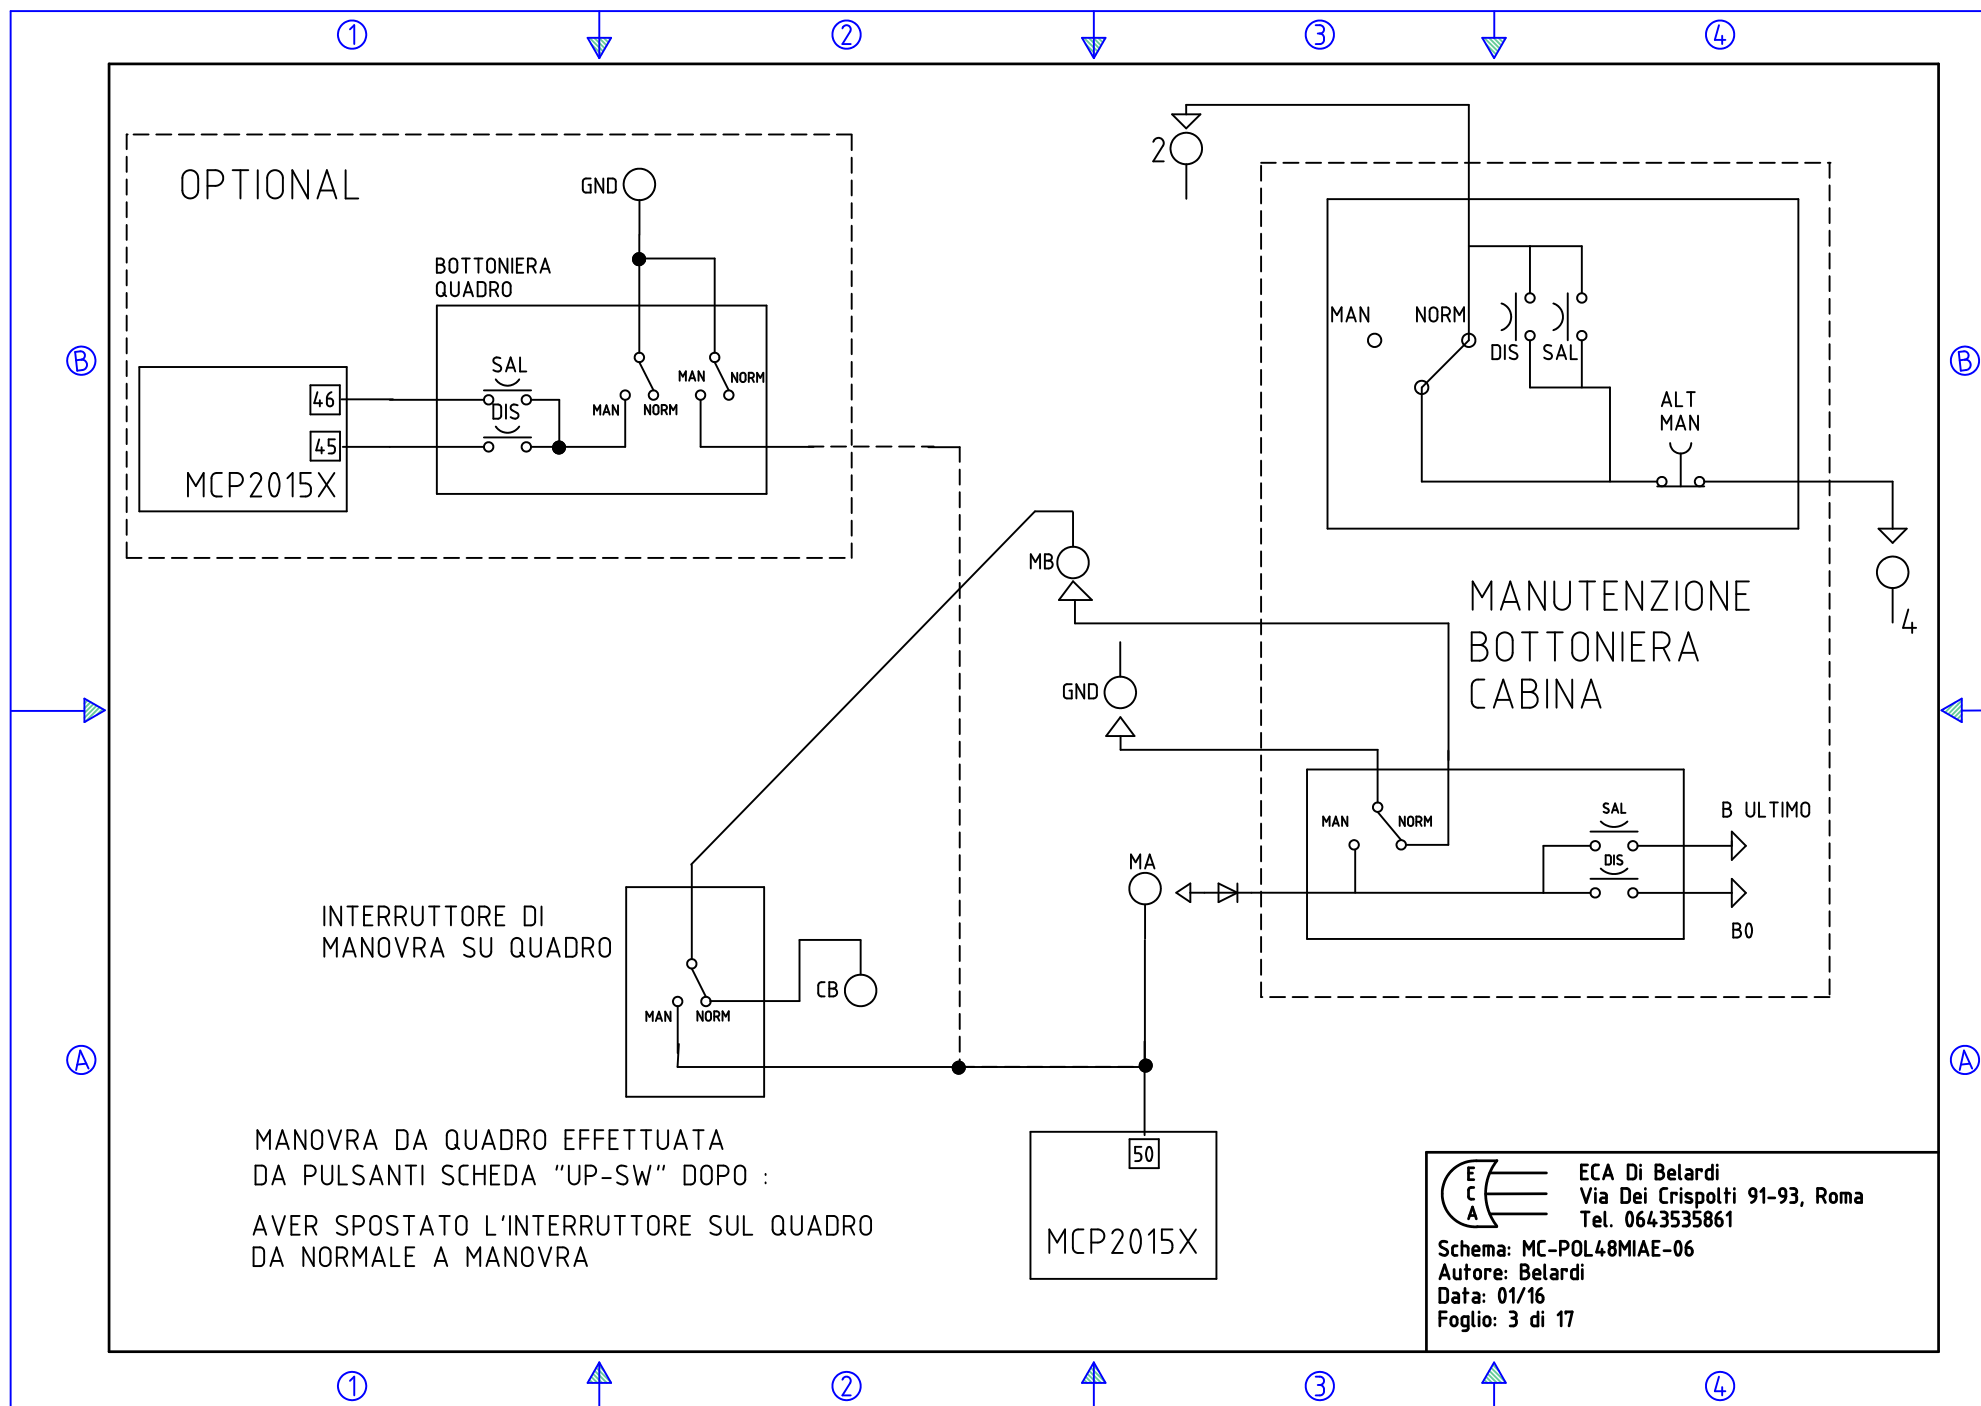 1 2 3 4
2
OPTIONAL
GND
BOTTONIERA
QUADRO
SAL
DIS
MAN
NORM
MAN
NORM
46
45
MCP2015X
B
B
MAN
NORM
DIS
SAL
ALT
MAN
4
MB
GND
MANUTENZIONE
BOTTONIERA
CABINA
MAN
NORM
SAL
DIS
B ULTIMO
B0
MA
INTERRUTTORE DI
MANOVRA SU QUADRO
MAN
NORM
CB
A
A
MANOVRA DA QUADRO EFFETTUATA
DA PULSANTI SCHEDA "UP-SW" DOPO :
AVER SPOSTATO L'INTERRUTTORE SUL QUADRO
DA NORMALE A MANOVRA
50
MCP2015X
E
C
A
ECA Di Belardi
Via Dei Crispolti 91-93, Roma
Tel. 0643535861
Schema: MC-POL48MIAE-06
Autore: Belardi
Data: 01/16
Foglio: 3 di 17
1 2 3 4